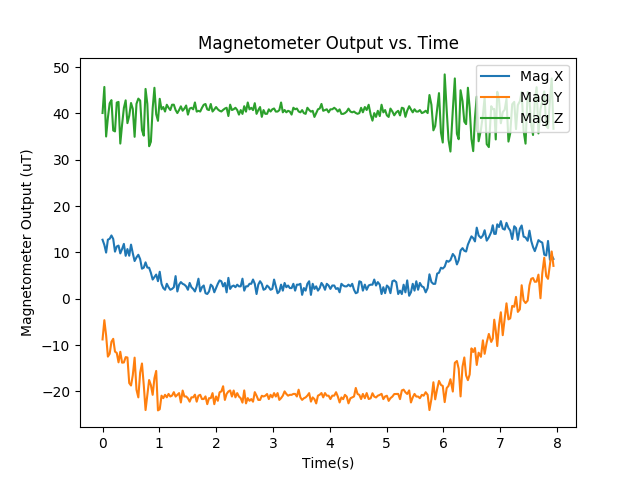 Magnetometer Output vs. Time
Mag X
Mag Y
Mag Z
50
40
30
20
10
0
−10
−20
Magnetometer Output (uT)
0 1 2 3 4 5 6 7 8
Time(s)